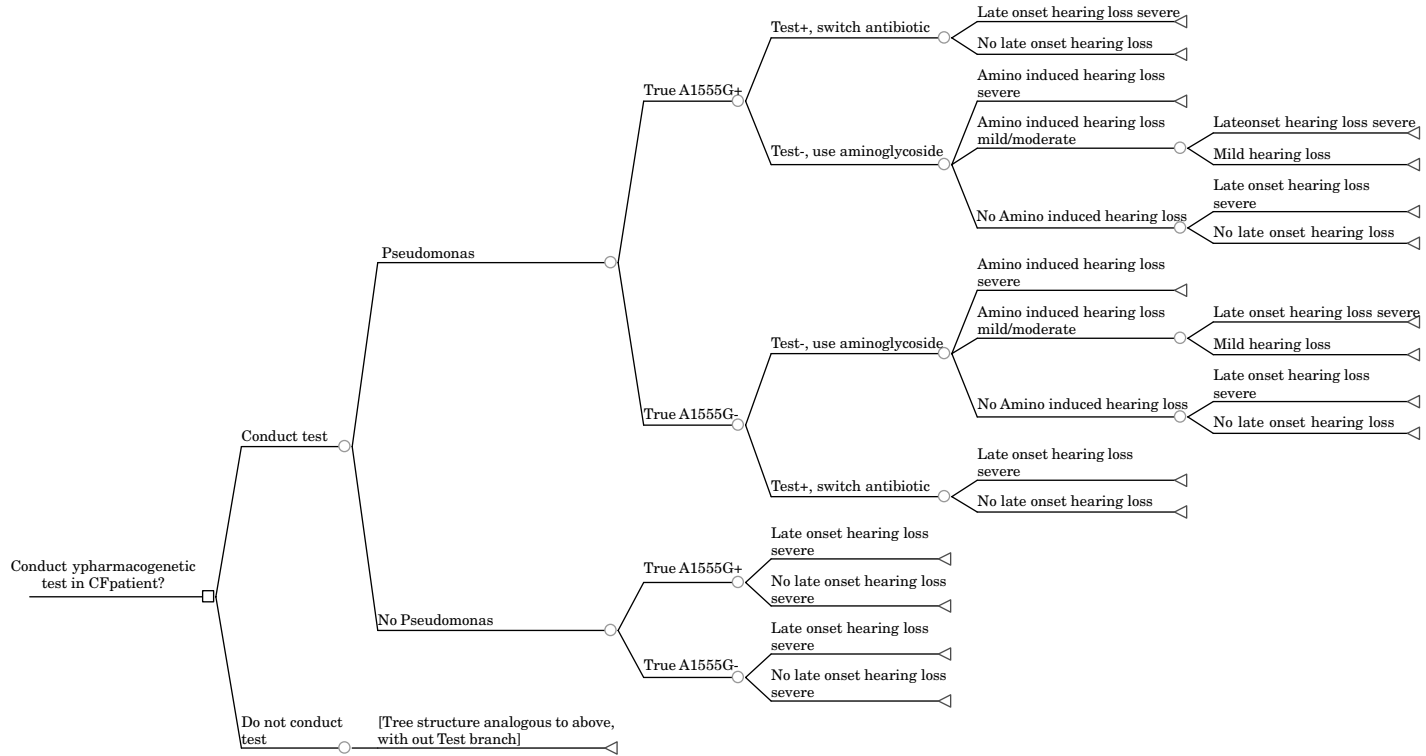 Late onset hearing loss severe
Test+, switch antibiotic
No late onset hearing loss
Amino induced hearing loss
severe
True A1555G+
Amino induced hearing loss
mild/moderate
Lateonset hearing loss severe
Test-, use aminoglycoside
Mild hearing loss
Late onset hearing loss
severe
No Amino induced hearing loss
No late onset hearing loss
Pseudomonas
Amino induced hearing loss
severe
Amino induced hearing loss
mild/moderate
Late onset hearing loss severe
Test-, use aminoglycoside
Mild hearing loss
Late onset hearing loss
severe
No Amino induced hearing loss
True A1555G-
No late onset hearing loss
Conduct test
Late onset hearing loss
severe
Test+, switch antibiotic
No late onset hearing loss
Late onset hearing loss
severe
Conduct ypharmacogenetic
test in CFpatient?
True A1555G+
No late onset hearing loss
severe
No Pseudomonas
Late onset hearing loss
severe
True A1555G-
No late onset hearing loss
severe
Do not conduct
test
[Tree structure analogous to above,
with out Test branch]